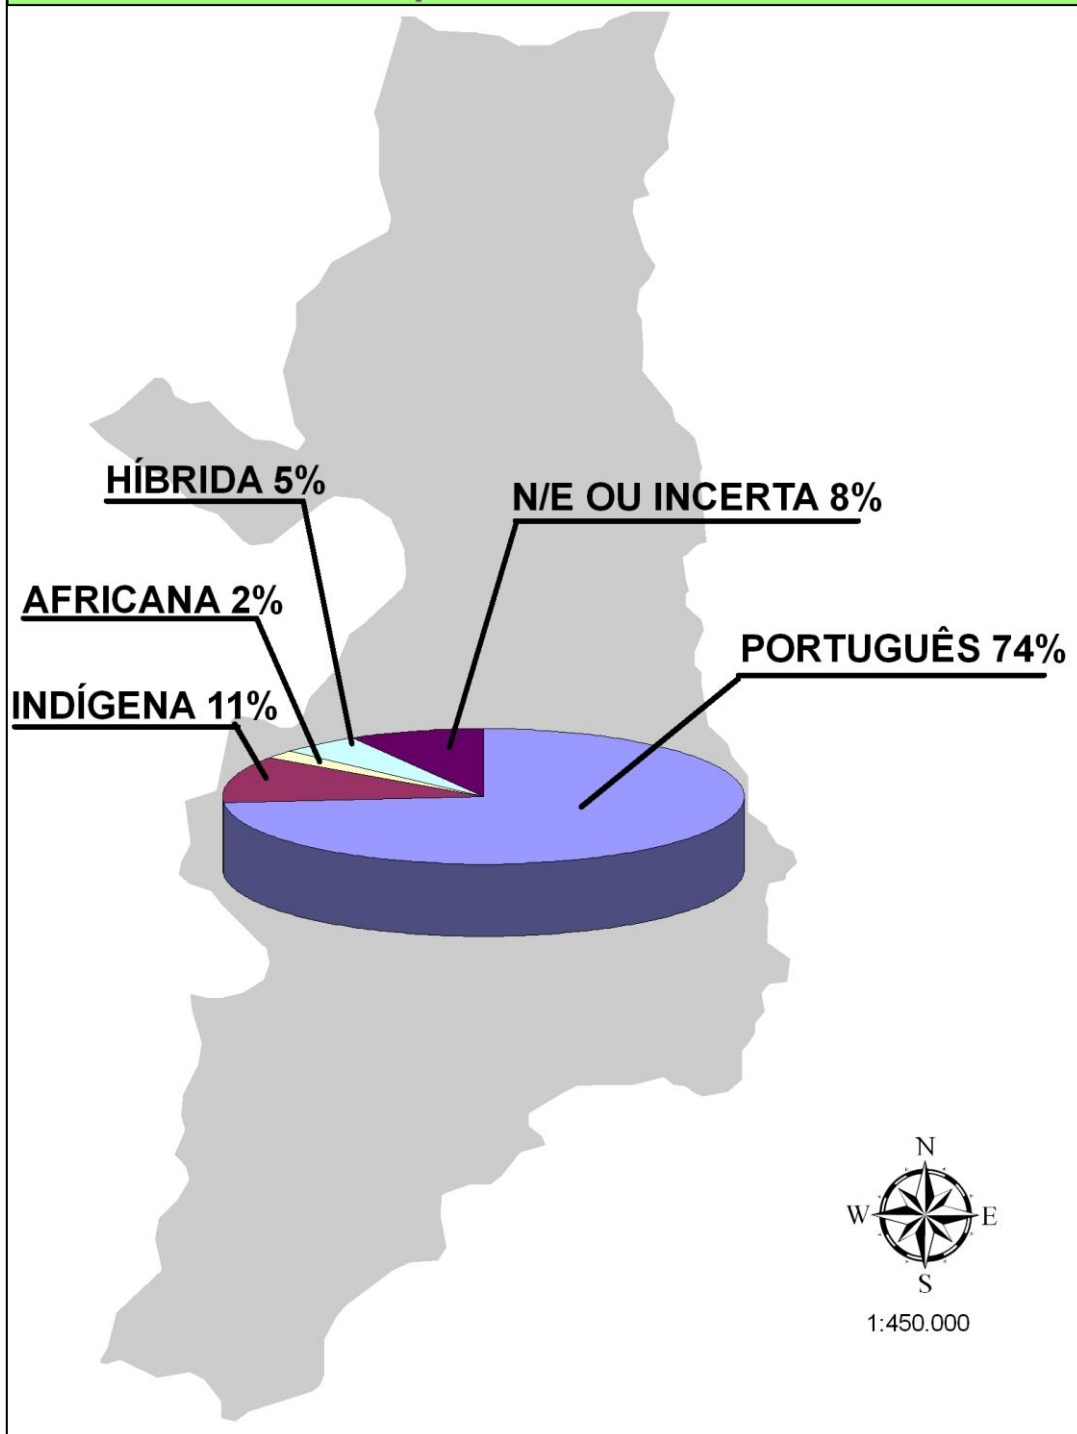 HÍBRIDA 5%
N/E OU INCERTA 8%
AFRICANA 2%
PORTUGUÊS 74%
INDÍGENA 11%
N
W
E
S
1:450.000